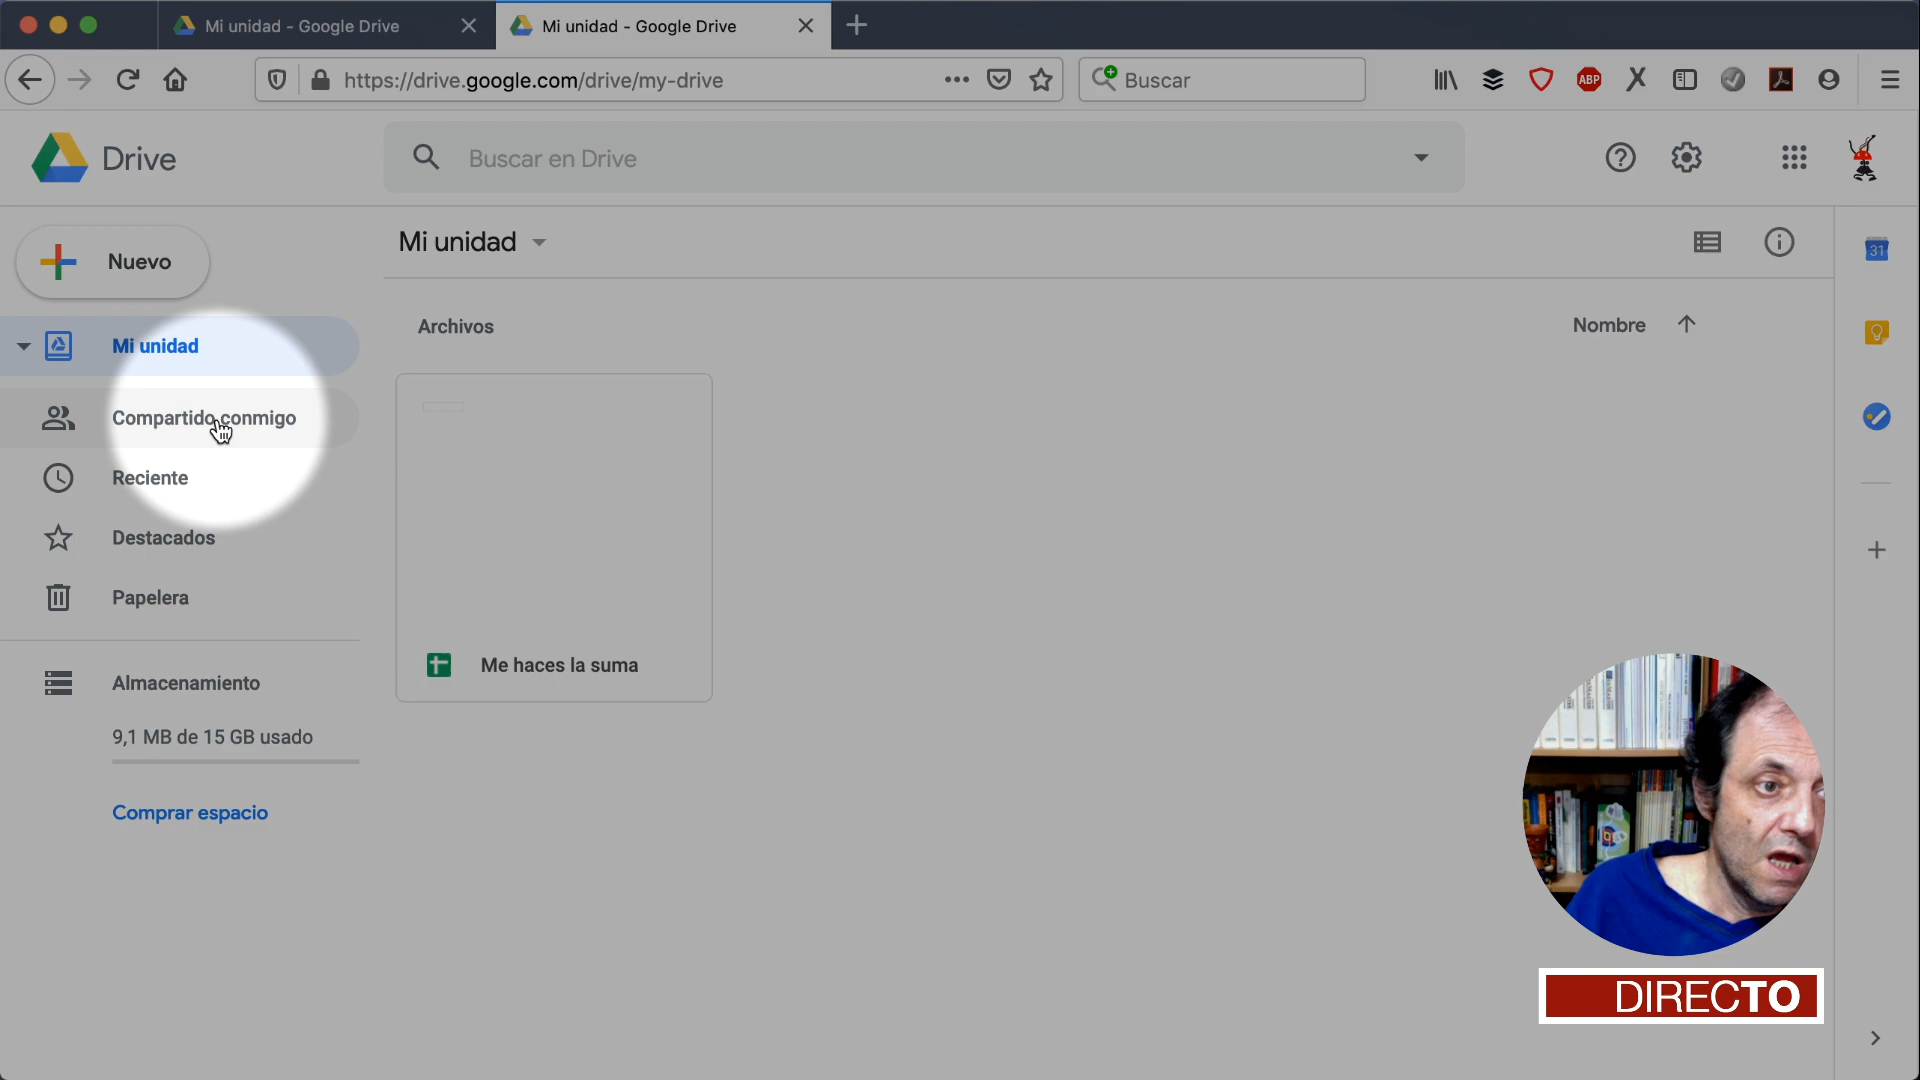 Mi unidad - Google Drive
Mi unidad - Google Drive
https://drive.google.com/drive/my-drive
Buscar
ABP
Drive
Buscar en Drive
Nuevo
Mi unidad
31
Mi unidad
Archivos
Nombre
Compartido conmigo
Reciente
Destacados
Papelera
Me haces la suma
Almacenamiento
9,1 MB de 15 GB usado
Comprar espacio
DIRECTO